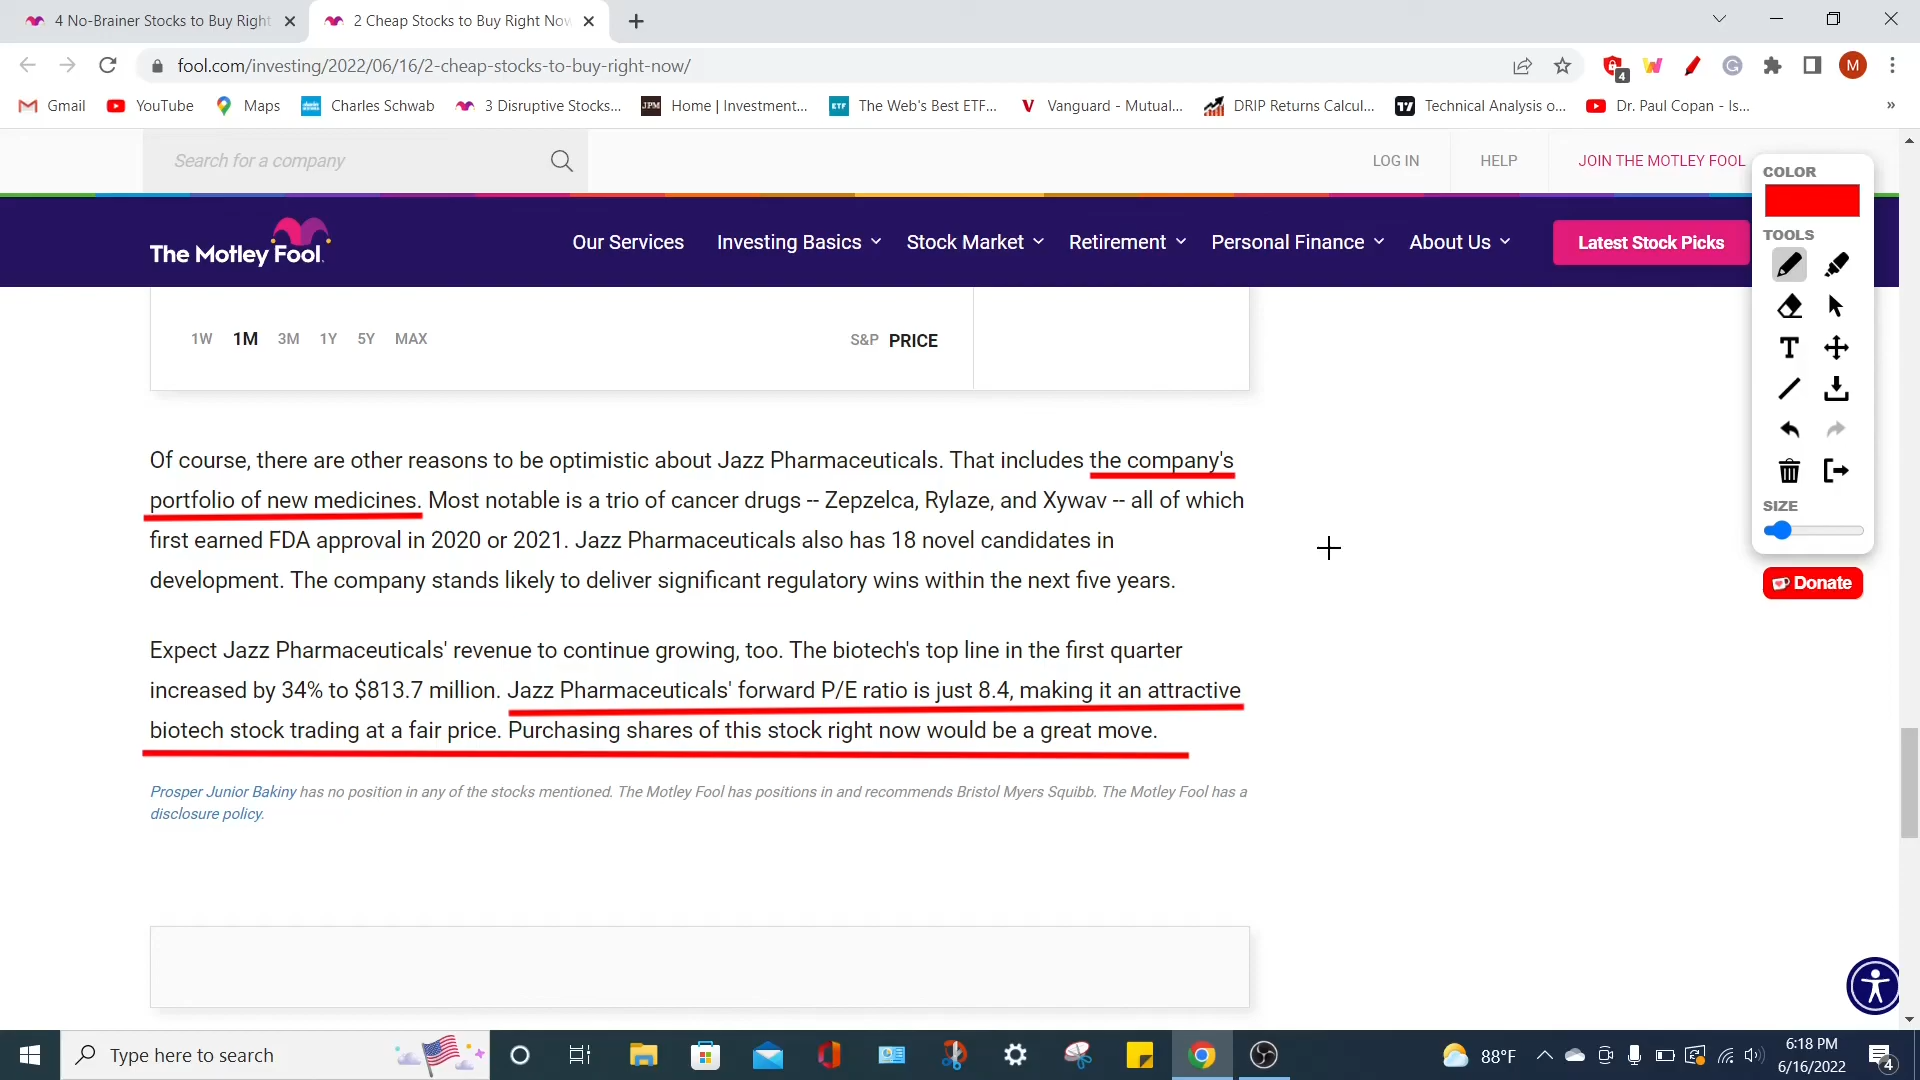 4 No-Brainer Stocks to Buy Right
2 Cheap Stocks to Buy Right Now
fool.com/investing/2022/06/16/2-cheap-stocks-to-buy-right-now/
4
M
Gmail
YouTube
Maps
Charles Schwab
3 Disruptive Stocks...
JPM
Home | Investment...
ETF
The Web's Best ETF...
Vanguard - Mutual...
DRIP Returns Calcul...
Technical Analysis o...
Dr. Paul Copan - Is...
»
Search for a company
LOG IN
HELP
JOIN THE MOTLEY FOOL
The Motley Fool.
Our Services
Investing Basics
Stock Market
Retirement
Personal Finance
About Us
Latest Stock Picks
COLOR
TOOLS
T
SIZE
Donate
1W 1M 3M 1Y 5Y MAX
S&P PRICE
Of course, there are other reasons to be optimistic about Jazz Pharmaceuticals. That includes the company's
portfolio of new medicines. Most notable is a trio of cancer drugs -- Zepzelca, Rylaze, and Xywav -- all of which
first earned FDA approval in 2020 or 2021. Jazz Pharmaceuticals also has 18 novel candidates in
development. The company stands likely to deliver significant regulatory wins within the next five years.
Expect Jazz Pharmaceuticals' revenue to continue growing, too. The biotech's top line in the first quarter
increased by 34% to $813.7 million. Jazz Pharmaceuticals' forward P/E ratio is just 8.4, making it an attractive
biotech stock trading at a fair price. Purchasing shares of this stock right now would be a great move.
Prosper Junior Bakiny has no position in any of the stocks mentioned. The Motley Fool has positions in and recommends Bristol Myers Squibb. The Motley Fool has a
disclosure policy.
Type here to search
88°F
6:18 PM
6/16/2022
4